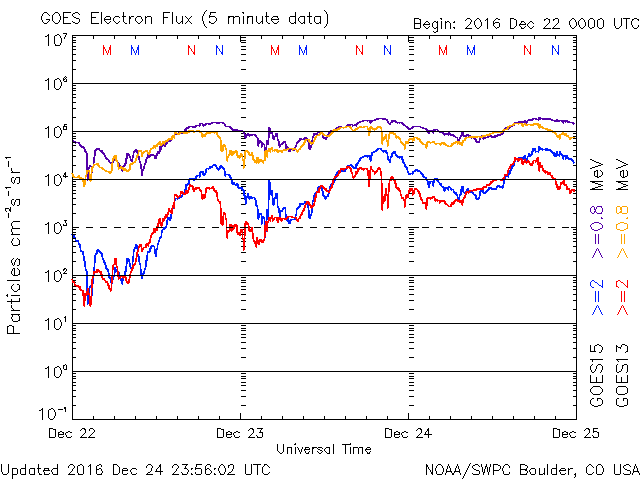 GOES Electron Flux (5 minute data)
Begin: 2016 Dec 22 0000 UTC
M M N N M M N N M M N N
10⁷
10⁶
10⁵
10⁴
10³
10²
10¹
10⁰
10⁻¹
Particles cm⁻²s⁻¹sr⁻¹
Dec 22 Dec 23 Dec 24 Dec 25
Universal Time
GOES15 >=2 >=0.8 MeV
GOES13 >=2 >=0.8 MeV
Updated 2016 Dec 24 23:56:02 UTC
NOAA/SWPC Boulder, CO USA